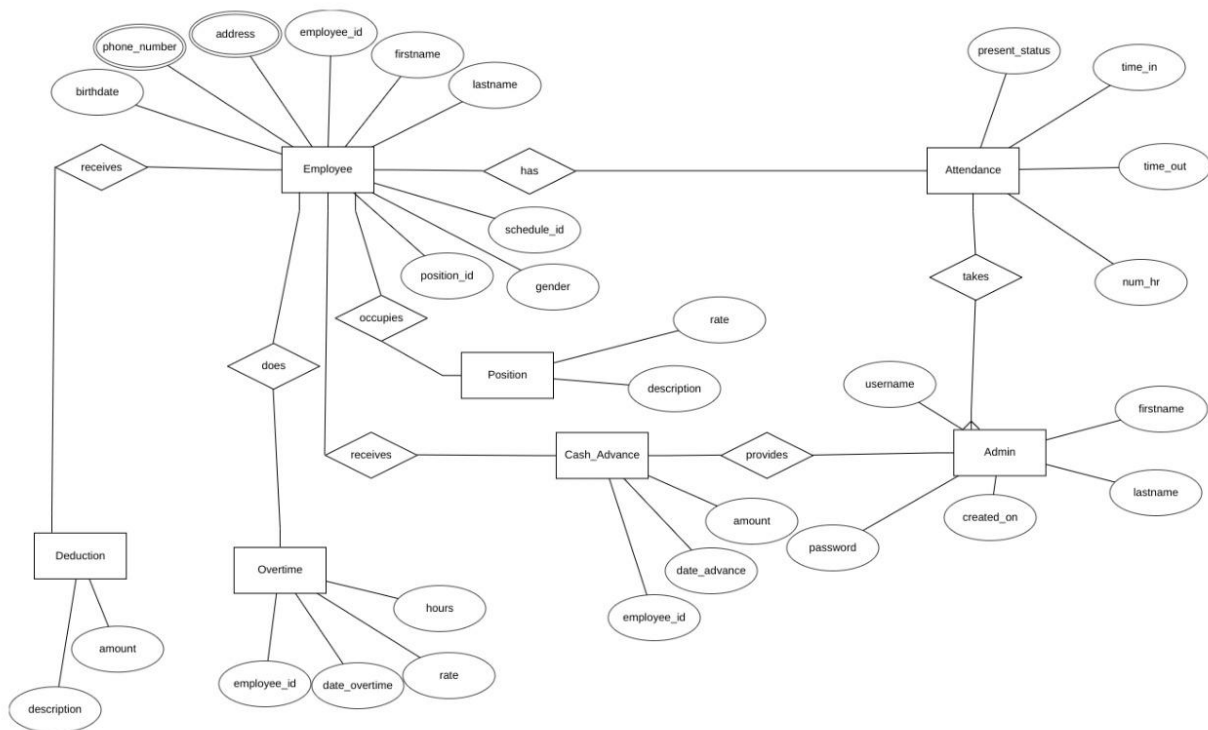 employee_id
address
phone_number
firstname
present_status
time_in
birthdate
lastname
receives
Employee
has
Attendance
time_out
schedule_id
position_id
gender
takes
num_hr
occupies
rate
does
Position
description
username
firstname
receives
Cash_Advance
provides
Admin
lastname
amount
created_on
password
Deduction
Overtime
date_advance
hours
employee_id
amount
employee_id
date_overtime
rate
description